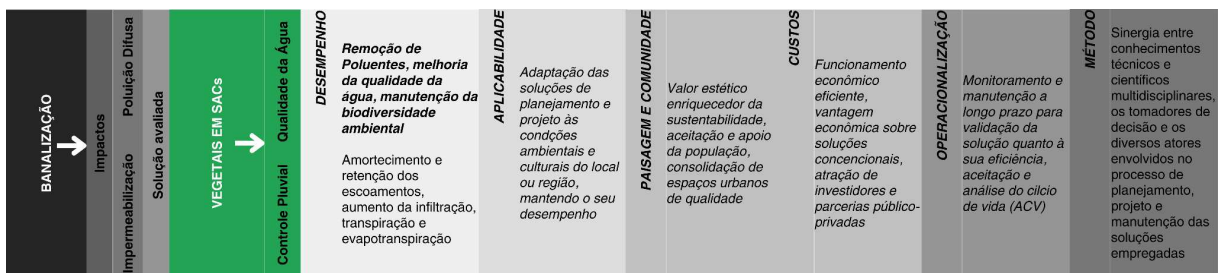 BANALIZAÇÃO
Impactos
Impermeabilização
Poluição Difusa
Solução avaliada
VEGETAIS EM SACs
Controle Pluvial
Qualidade da Água
DESEMPENHO
Remoção de
Poluentes, melhoria
da qualidade da
água, manutenção da
biodiversidade
ambiental
Amortecimento e
retenção dos
escoamentos,
aumento da infiltração,
transpiração e
evapotranspiração
APLICABILIDADE
Adaptação das
soluções de
planejamento e
projeto às
condções
ambientais e
culturais do local
ou região,
mantendo o seu
desempenho
PAISAGEM E COMUNIDADE
Valor estético
enriquecedor da
sustentabilidade,
aceitação e apoio
da população,
consolidação de
espaços urbanos
de qualidade
CUSTOS
Funcionamento
econômico
eficiente,
vantagem
econômica sobre
soluções
concencionais,
atração de
investidores e
parcerias público-
privadas
OPERACIONALIZAÇÃO
Monitoramento e
manutenção a
longo prazo para
validação da
solução quanto à
sua eficiência,
aceitação e
análise do cilcio
de vida (ACV)
MÉTODO
Sinergia entre
conhecimentos
técnicos e
científicos
multidisciplinares,
os tomadores de
decisão e os
diversos atores
envolvidos no
processo de
planejamento,
projeto e
manutenção das
soluções
empregadas